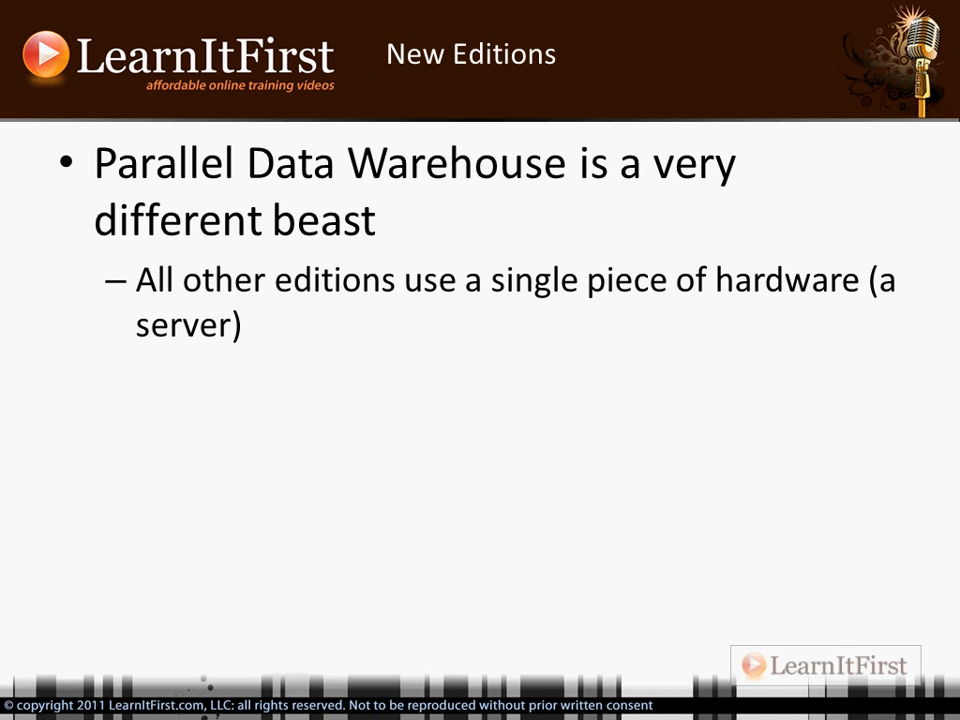 LearnItFirst
affordable online training videos
New Editions
• Parallel Data Warehouse is a very
different beast
– All other editions use a single piece of hardware (a
server)
LearnItFirst
© copyright 2011 LearnItFirst.com, LLC: all rights reserved. Not to be reproduced without prior written consent